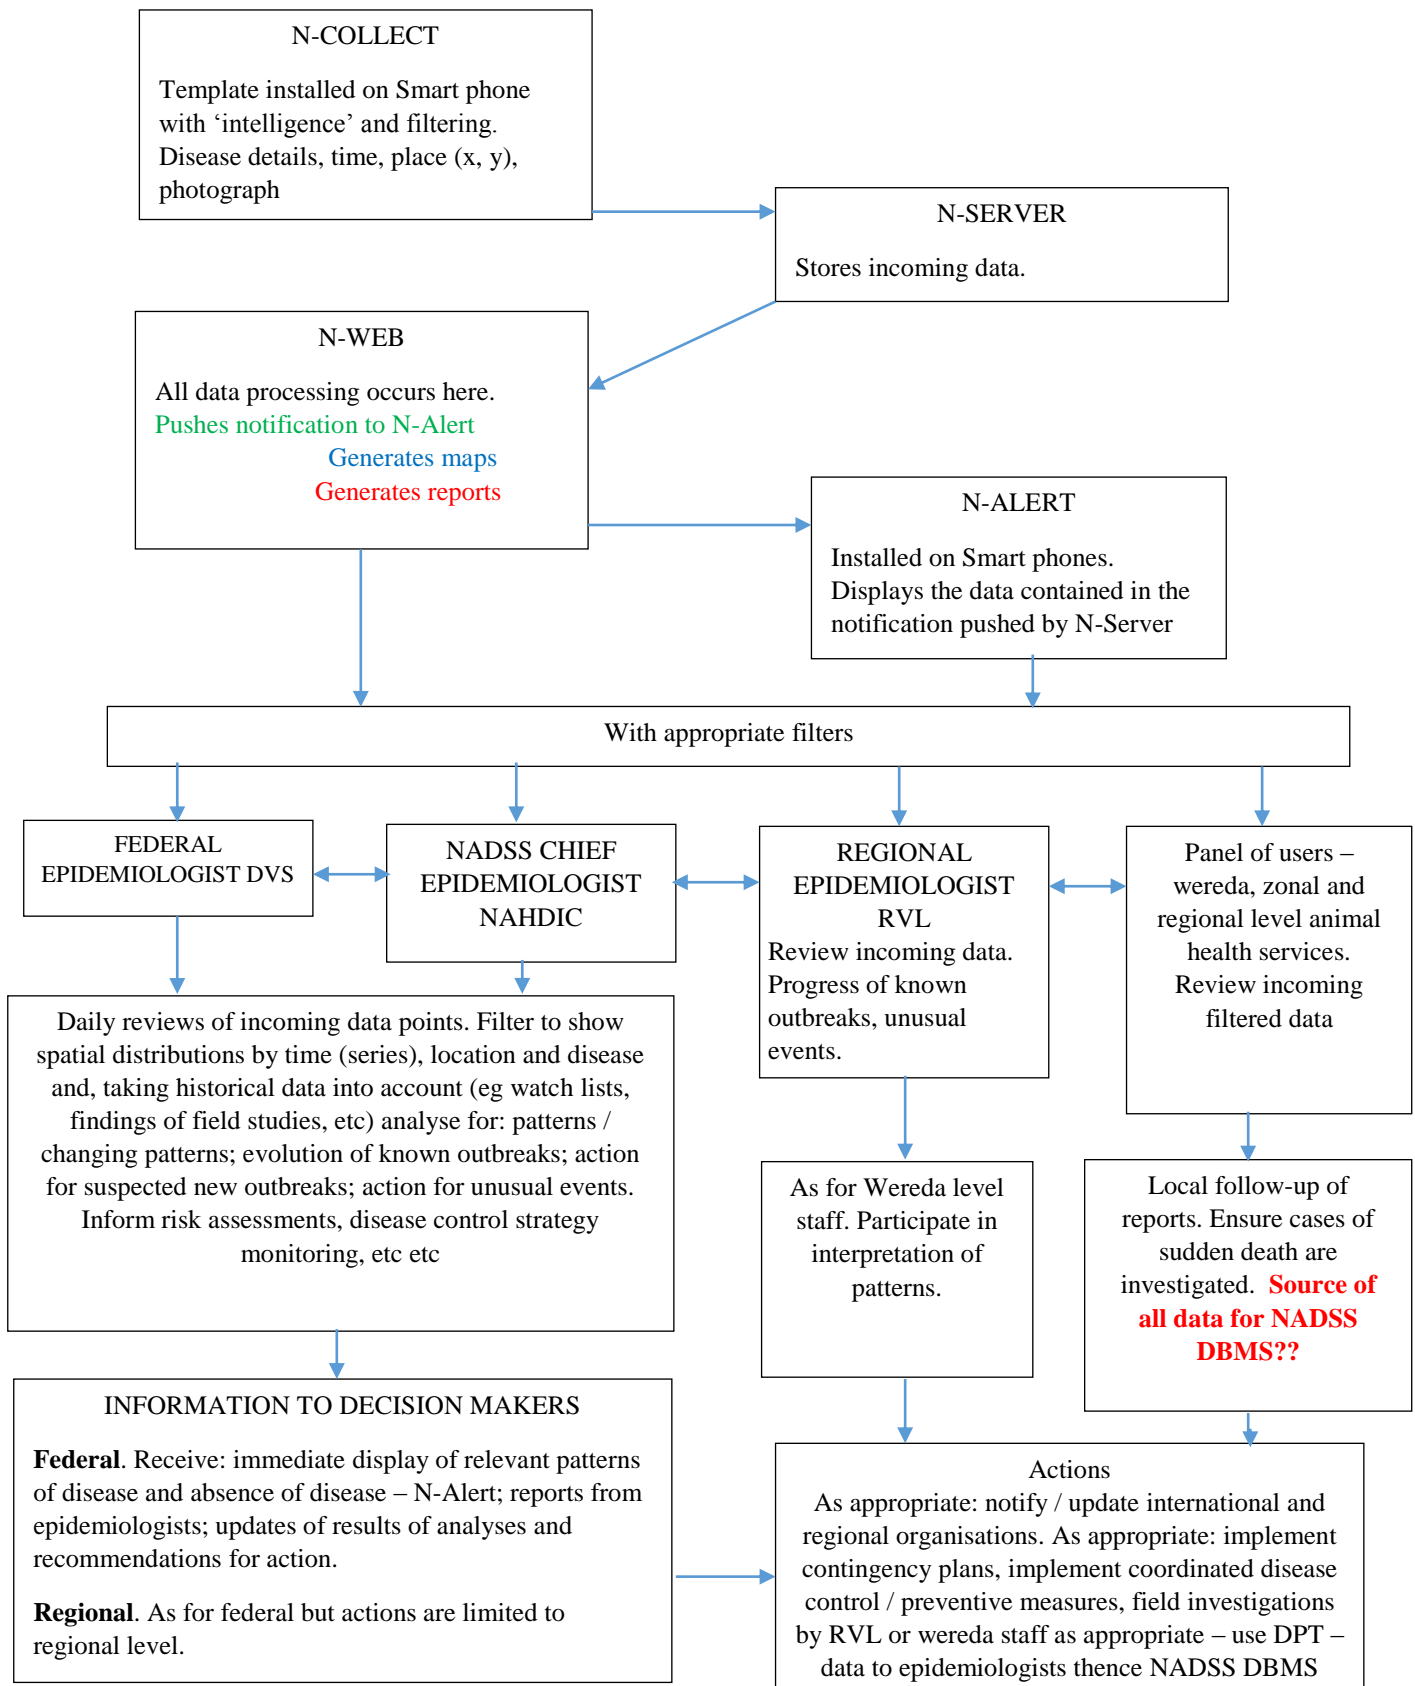 N-COLLECT
Template installed on Smart phone
with ‘intelligence’ and filtering.
Disease details, time, place (x, y),
photograph
N-SERVER
Stores incoming data.
N-WEB
All data processing occurs here.
Pushes notification to N-Alert
Generates maps
Generates reports
N-ALERT
Installed on Smart phones.
Displays the data contained in the
notification pushed by N-Server
With appropriate filters
FEDERAL
EPIDEMIOLOGIST DVS
NADSS CHIEF
EPIDEMIOLOGIST
NAHDIC
REGIONAL
EPIDEMIOLOGIST
RVL
Review incoming data.
Progress of known
outbreaks, unusual
events.
Panel of users –
wereda, zonal and
regional level animal
health services.
Review incoming
filtered data
Daily reviews of incoming data points. Filter to show
spatial distributions by time (series), location and disease
and, taking historical data into account (eg watch lists,
findings of field studies, etc) analyse for: patterns /
changing patterns; evolution of known outbreaks; action
for suspected new outbreaks; action for unusual events.
Inform risk assessments, disease control strategy
monitoring, etc etc
As for Wereda level
staff. Participate in
interpretation of
patterns.
Local follow-up of
reports. Ensure cases of
sudden death are
investigated. Source of
all data for NADSS
DBMS??
INFORMATION TO DECISION MAKERS
Federal. Receive: immediate display of relevant patterns
of disease and absence of disease – N-Alert; reports from
epidemiologists; updates of results of analyses and
recommendations for action.
Regional. As for federal but actions are limited to
regional level.
Actions
As appropriate: notify / update international and
regional organisations. As appropriate: implement
contingency plans, implement coordinated disease
control / preventive measures, field investigations
by RVL or wereda staff as appropriate – use DPT –
data to epidemiologists thence NADSS DBMS